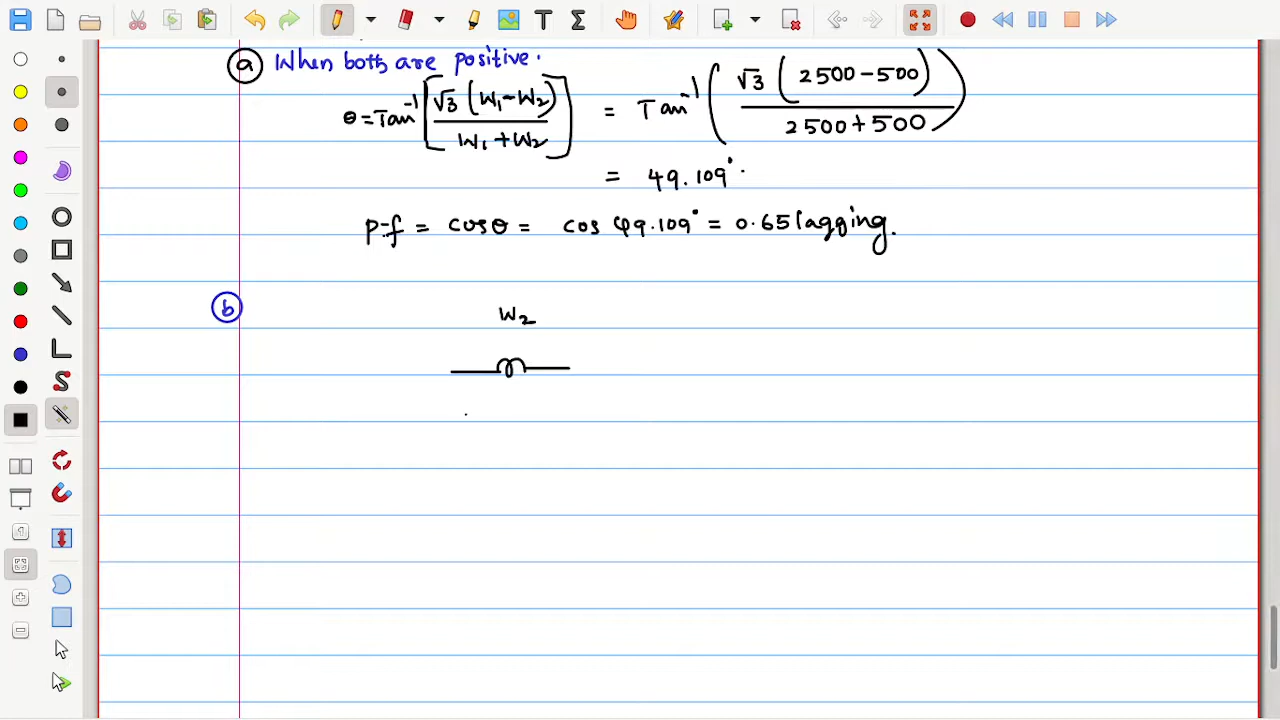 ⓐ When both are positive.
θ = Tan⁻¹[√3 (W₁-W₂) / W₁+W₂] = Tan⁻¹(√3 (2500-500) / 2500+500)
= 49.109°.
p.f = cosθ = cos 49.109° = 0.65 lagging.
ⓑ
W₂